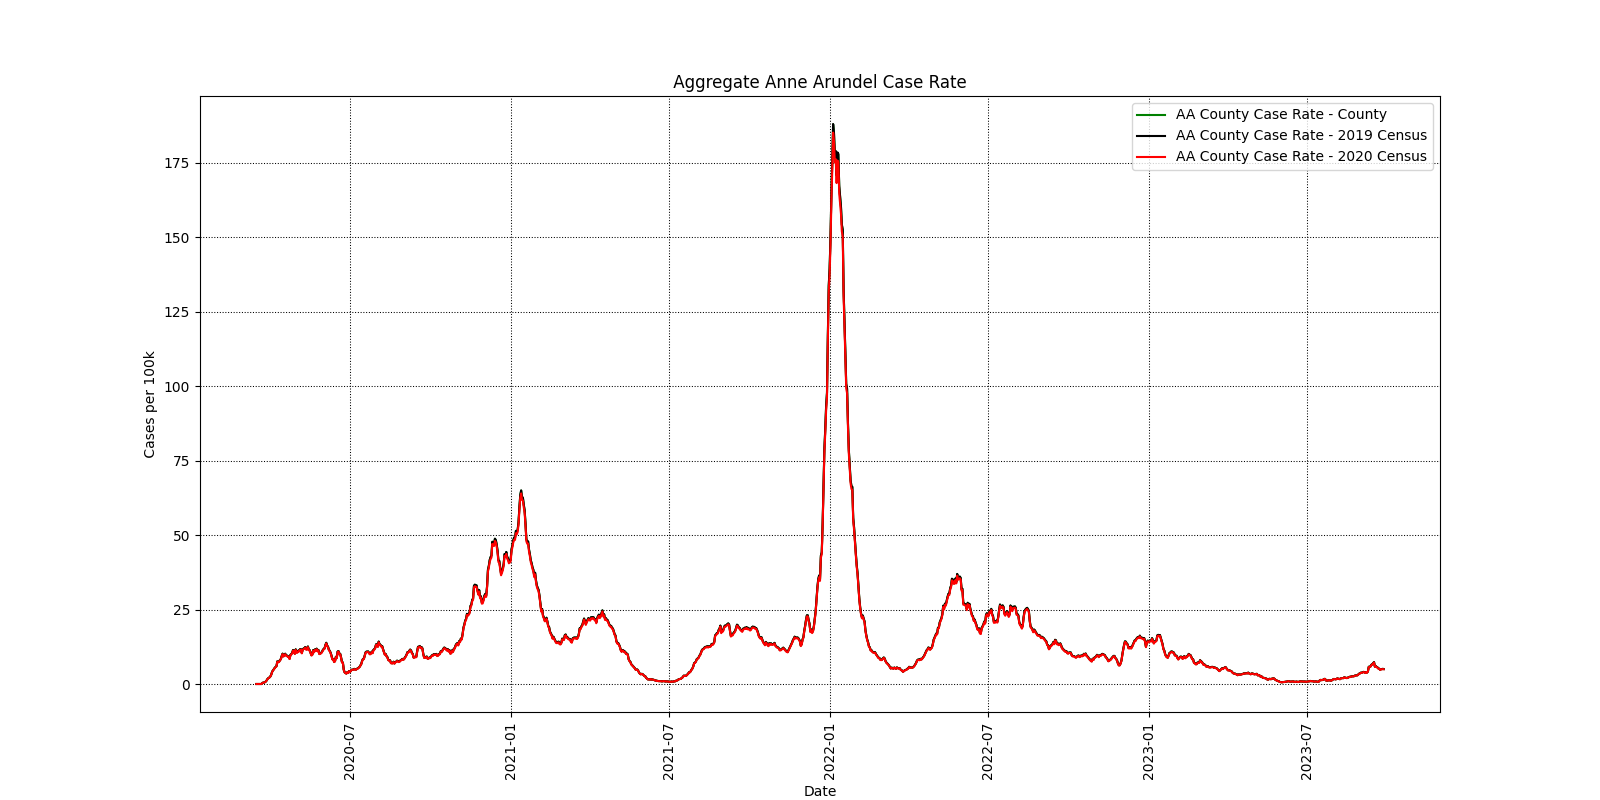 Aggregate Anne Arundel Case Rate
AA County Case Rate - County
AA County Case Rate - 2019 Census
AA County Case Rate - 2020 Census
Cases per 100k
175
150
125
100
75
50
25
0
2020-07
2021-01
2021-07
2022-01
2022-07
2023-01
2023-07
Date